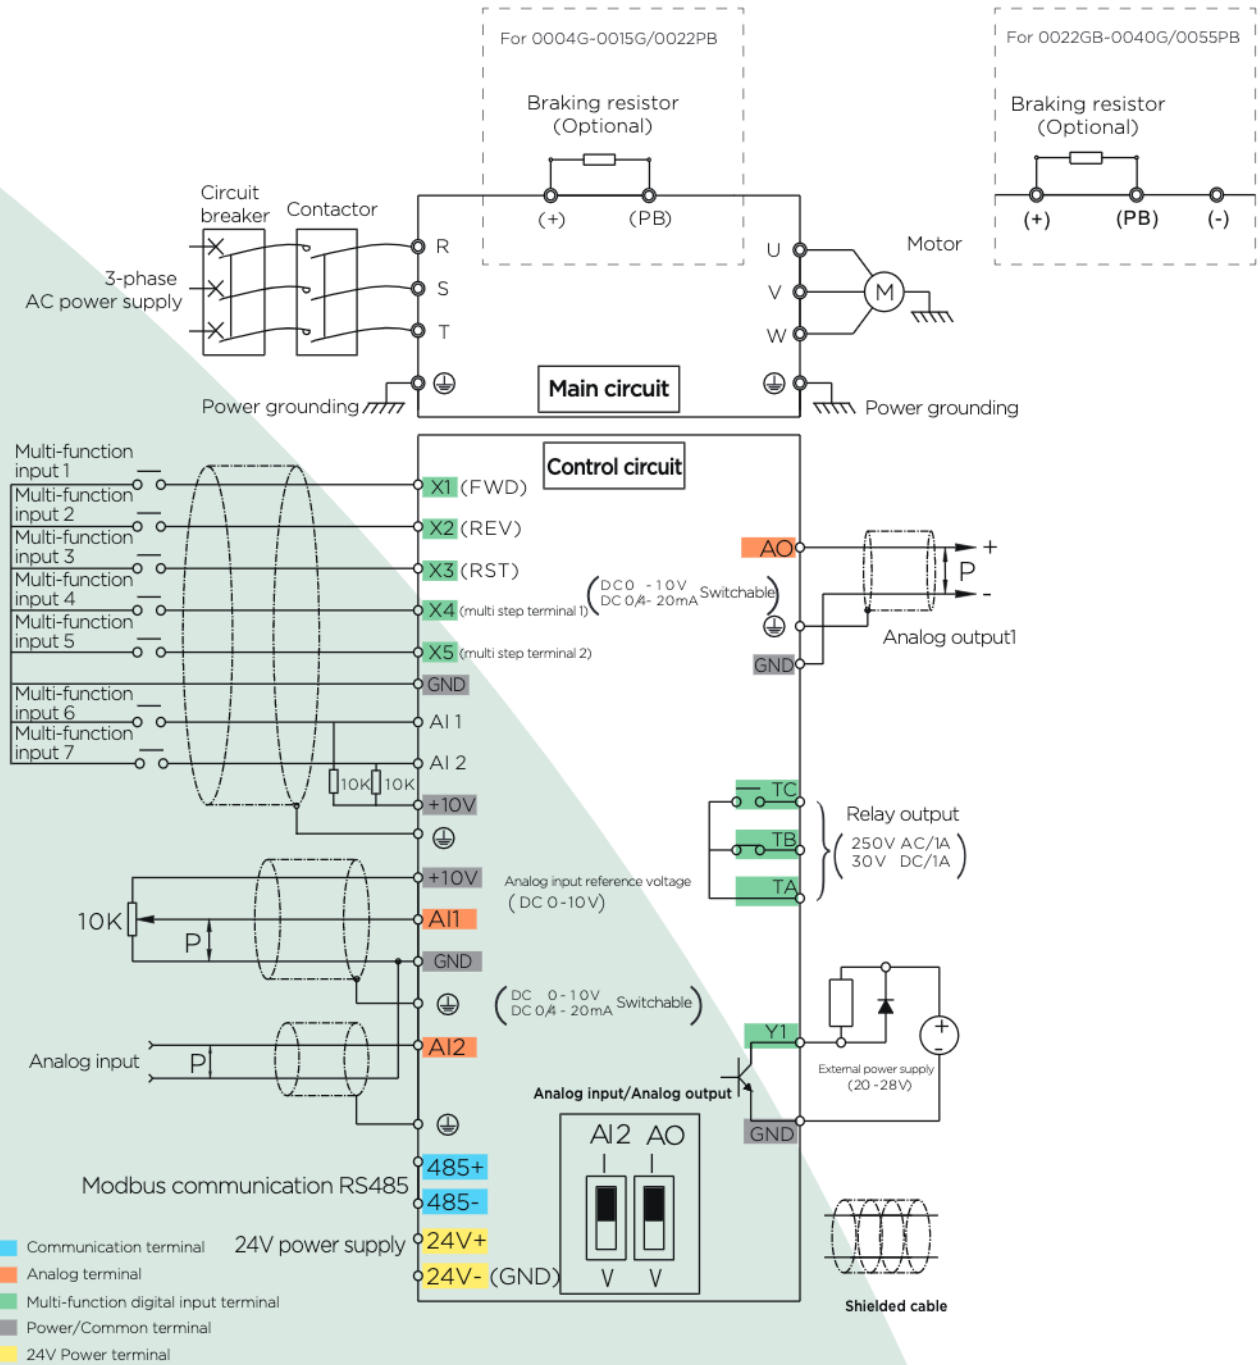 For 0004G-0015G/0022PB
Braking resistor
(Optional)
(+)
(PB)
For 0022GB-0040G/0055PB
Braking resistor
(Optional)
(+)
(PB)
(-)
Circuit
breaker
Contactor
3-phase
AC power supply
R
S
T
U
V
W
Motor
M
Main circuit
Power grounding
Power grounding
Control circuit
Multi-function
input 1
Multi-function
input 2
Multi-function
input 3
Multi-function
input 4
Multi-function
input 5
Multi-function
input 6
Multi-function
input 7
X1 (FWD)
X2 (REV)
X3 (RST)
X4 (multi step terminal 1)
X5 (multi step terminal 2)
GND
AI 1
AI 2
10K
10K
+10V
AO
DC 0 - 10V
DC 0/4- 20mA
Switchable
GND
+
P
-
Analog output1
TC
TB
TA
Relay output
250V AC/1A
30V DC/1A
+10V
Analog input reference voltage
(DC 0-10V)
10K
AI1
P
GND
DC 0 - 10V
DC 0/4 - 20mA
Switchable
Analog input
P
AI2
Y1
+
-
External power supply
(20-28V)
GND
Analog input/Analog output
AI2 AO
I I
V V
Modbus communication RS485
485+
485-
24V power supply
24V+
24V- (GND)
Communication terminal
Analog terminal
Multi-function digital input terminal
Power/Common terminal
24V Power terminal
Shielded cable